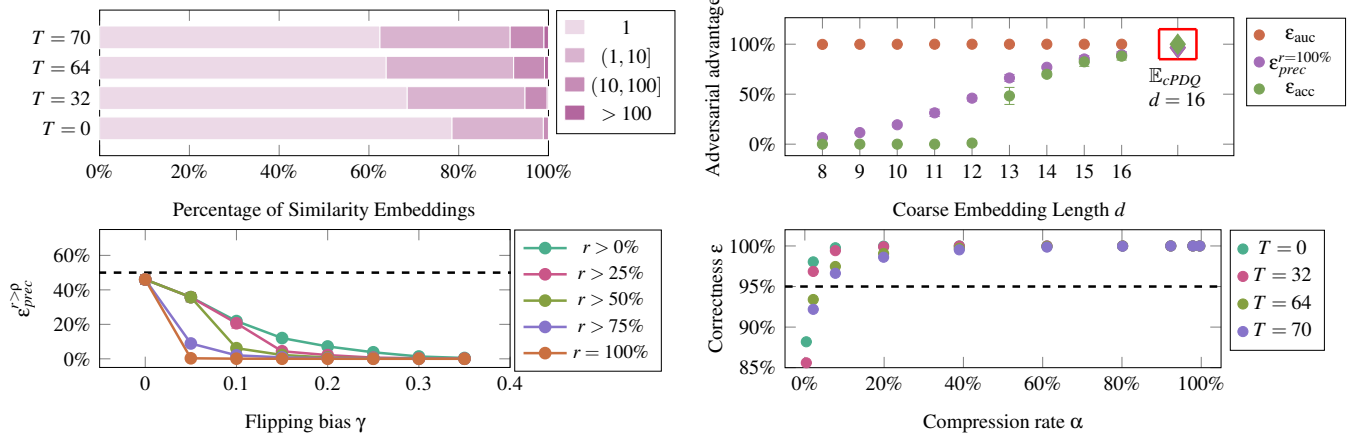 T = 70
T = 64
T = 32
T = 0
0%
20%
40%
60%
80%
100%
Percentage of Similarity Embeddings
1
(1, 10]
(10, 100]
> 100
Adversarial advantage
100%
50%
0%
8
9
10
11
12
13
14
15
16
Coarse Embedding Length d
𝔼cPDQ
d = 16
ε_auc
ε_prec^{r=100%}
ε_acc
ε_prec^{r>ρ}
60%
40%
20%
0%
0
0.1
0.2
0.3
0.4
Flipping bias γ
r > 0%
r > 25%
r > 50%
r > 75%
r = 100%
Correctness ε
100%
95%
90%
85%
0%
20%
40%
60%
80%
100%
Compression rate α
T = 0
T = 32
T = 64
T = 70